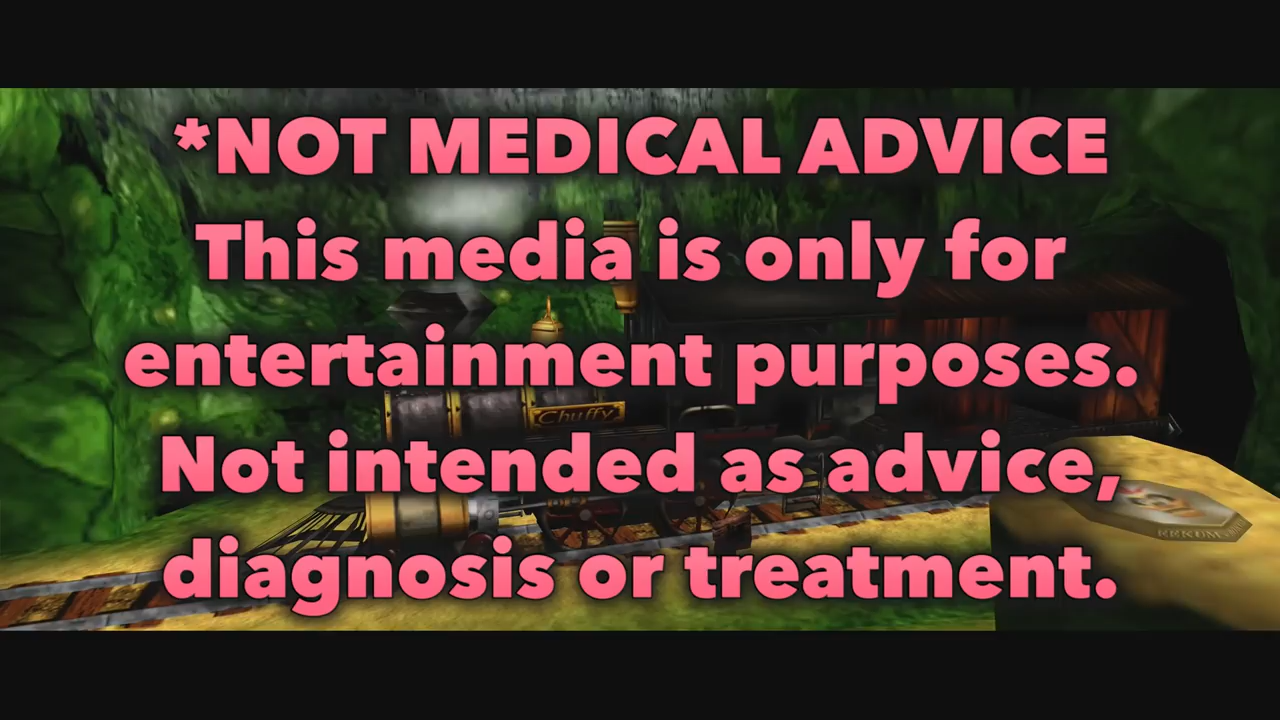 *NOT MEDICAL ADVICE
This media is only for
entertainment purposes.
Chuffy
Not intended as advice,
diagnosis or treatment.